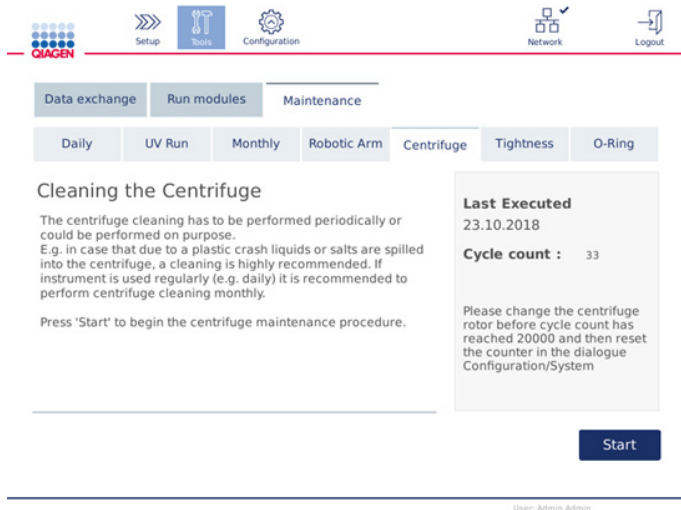 QIAGEN
Setup
Tools
Configuration
Network
Logout
Data exchange
Run modules
Maintenance
Daily
UV Run
Monthly
Robotic Arm
Centrifuge
Tightness
O-Ring
Cleaning the Centrifuge
The centrifuge cleaning has to be performed periodically or
could be performed on purpose.
E.g. in case that due to a plastic crash liquids or salts are spilled
into the centrifuge, a cleaning is highly recommended. If
instrument is used regularly (e.g. daily) it is recommended to
perform centrifuge cleaning monthly.
Press 'Start' to begin the centrifuge maintenance procedure.
Last Executed
23.10.2018
Cycle count : 33
Please change the centrifuge
rotor before cycle count has
reached 20000 and then reset
the counter in the dialogue
Configuration/System
Start
User: Admin Admin